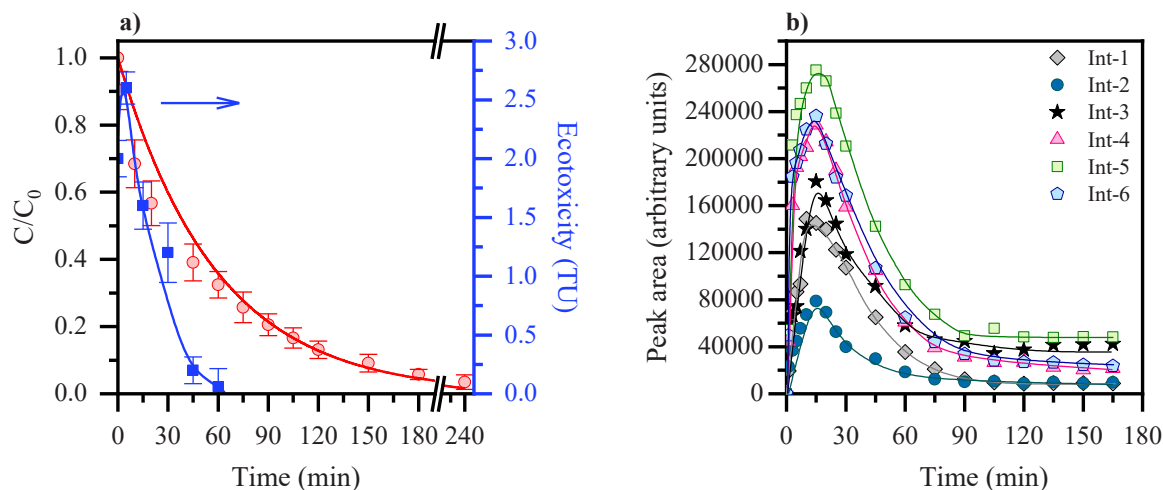 a)
1.0
0.8
0.6
0.4
0.2
0.0
C/C0
3.0
2.5
2.0
1.5
1.0
0.5
0.0
Ecotoxicity (TU)
0 30 60 90 120 150 180 240
Time (min)
b)
280000
240000
200000
160000
120000
80000
40000
0
Peak area (arbitrary units)
Int-1
Int-2
Int-3
Int-4
Int-5
Int-6
0 30 60 90 120 150 180
Time (min)